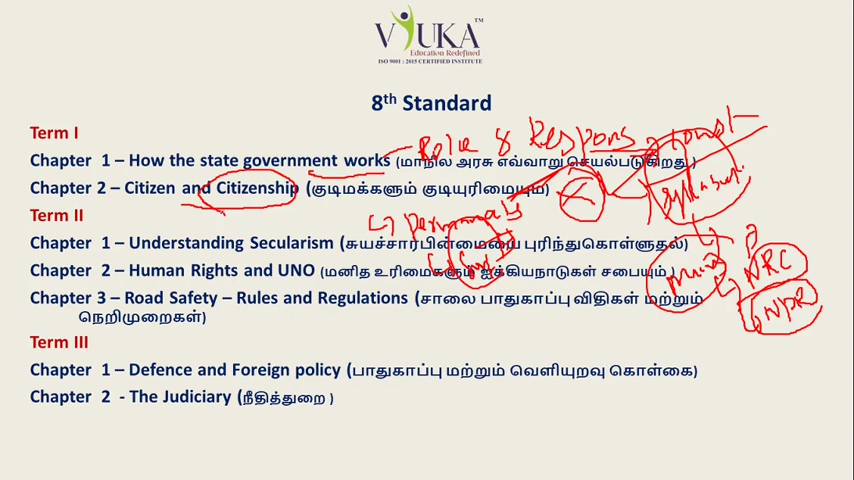 VIUKA™
Education Redefined
ISO 9001 : 2015 CERTIFIED INSTITUTE
8th Standard
Term I
Role & Respons
Chapter 1 – How the state government works (மாநில அரசு எவ்வாறு செயல்படுகிறது )
Chapter 2 – Citizen and Citizenship (குடிமக்களும் குடியுரிமையும்)
Term II
Chapter 1 – Understanding Secularism (சுயச்சார்பின்மையை புரிந்துகொள்ளுதல்)
NRC
Chapter 2 – Human Rights and UNO (மனித உரிமைகளும் ஐக்கியநாடுகள் சபையும் )
Chapter 3 – Road Safety – Rules and Regulations (சாலை பாதுகாப்பு விதிகள் மற்றும்
நெறிமுறைகள்)
NPR
Term III
Chapter 1 – Defence and Foreign policy (பாதுகாப்பு மற்றும் வெளியுறவு கொள்கை)
Chapter 2 - The Judiciary (நீதித்துறை )